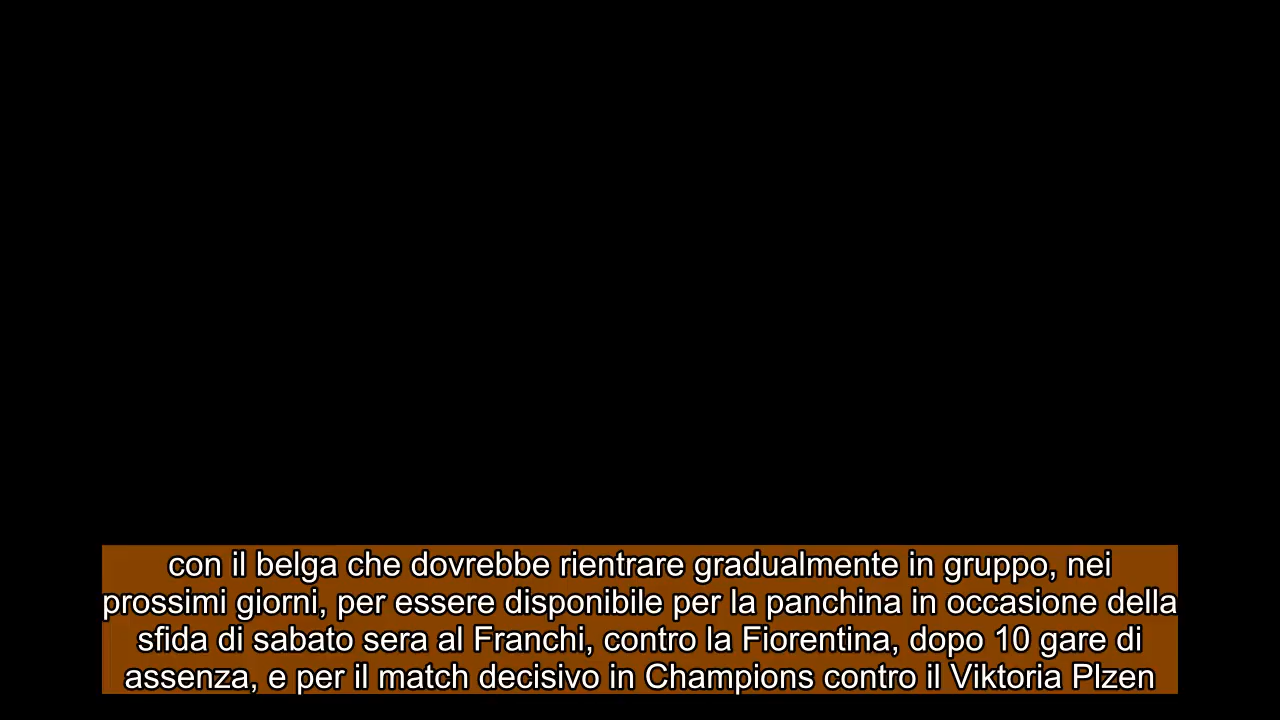 con il belga che dovrebbe rientrare gradualmente in gruppo, nei
prossimi giorni, per essere disponibile per la panchina in occasione della
sfida di sabato sera al Franchi, contro la Fiorentina, dopo 10 gare di
assenza, e per il match decisivo in Champions contro il Viktoria Plzen